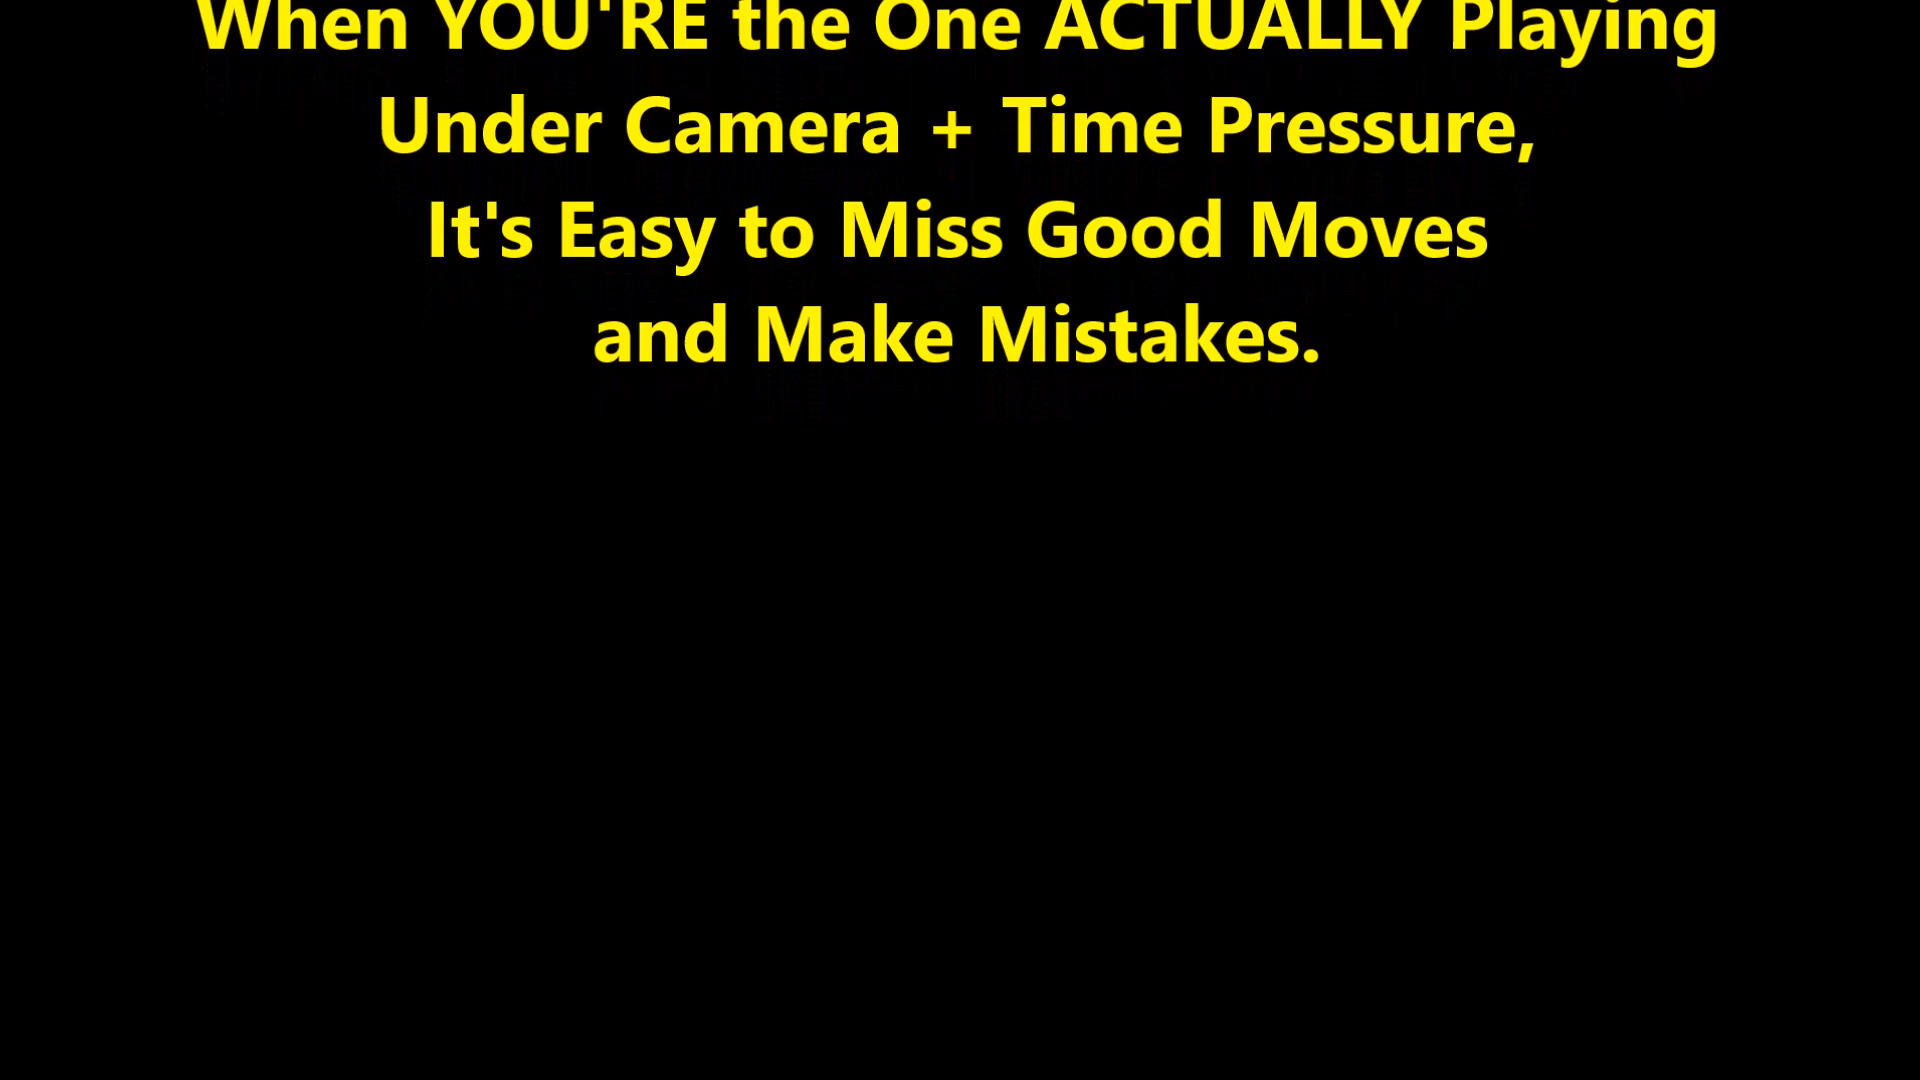 When YOU'RE the One ACTUALLY Playing
Under Camera + Time Pressure,
It's Easy to Miss Good Moves
and Make Mistakes.